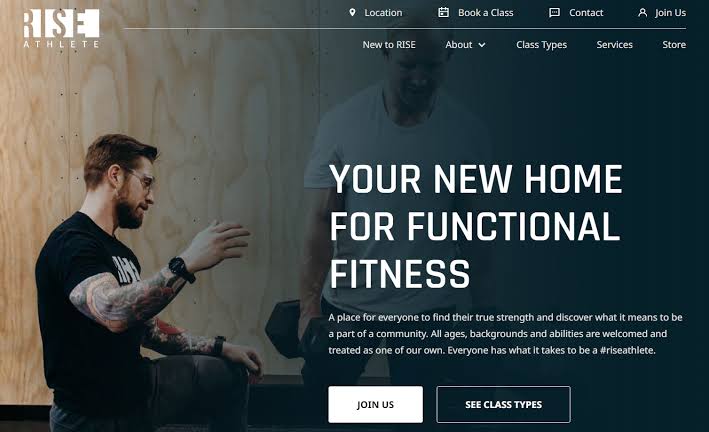 RISE
ATHLETE
Location
Book a Class
Contact
Join Us
New to RISE
About
Class Types
Services
Store
YOUR NEW HOME
FOR FUNCTIONAL
FITNESS
A place for everyone to find their true strength and discover what it means to be
a part of a community. All ages, backgrounds and abilities are welcomed and
treated as one of our own. Everyone has what it takes to be a #riseathlete.
JOIN US
SEE CLASS TYPES